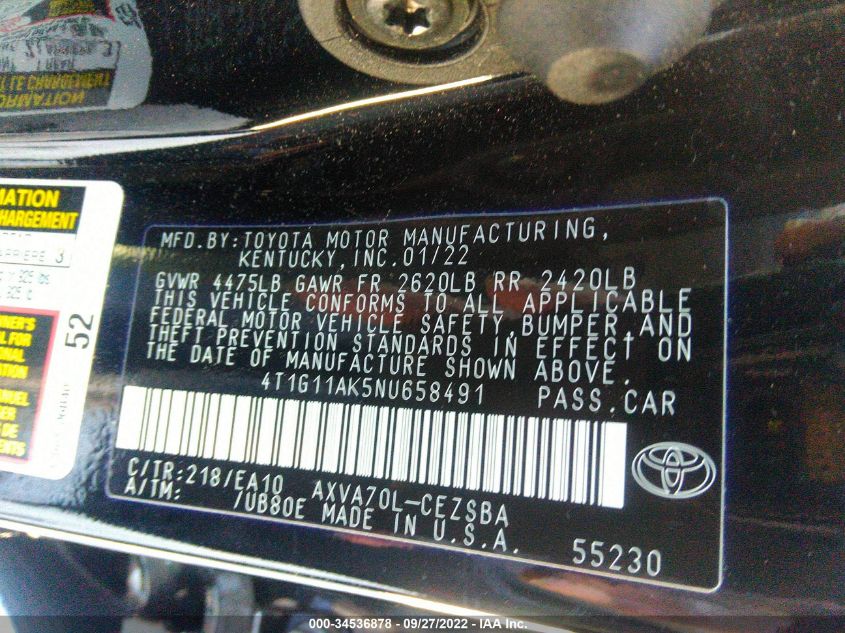 MATION
HARGEMENT
52
MFD.BY:TOYOTA MOTOR MANUFACTURING,
KENTUCKY,INC.01/22
GVWR 4475LB GAWR FR 2620LB RR 2420LB
THIS VEHICLE CONFORMS TO ALL APPLICABLE
FEDERAL MOTOR VEHICLE SAFETY,BUMPER,AND
THEFT PREVENTION STANDARDS IN EFFECT ON
THE DATE OF MANUFACTURE SHOWN ABOVE.
4T1G11AK5NU658491 PASS.CAR
C/TR:218/EA10 AXVA70L-CEZSBA
A/TM: /UB80E MADE IN U.S.A.
55230
000-34536878 - 09/27/2022 - IAA Inc.